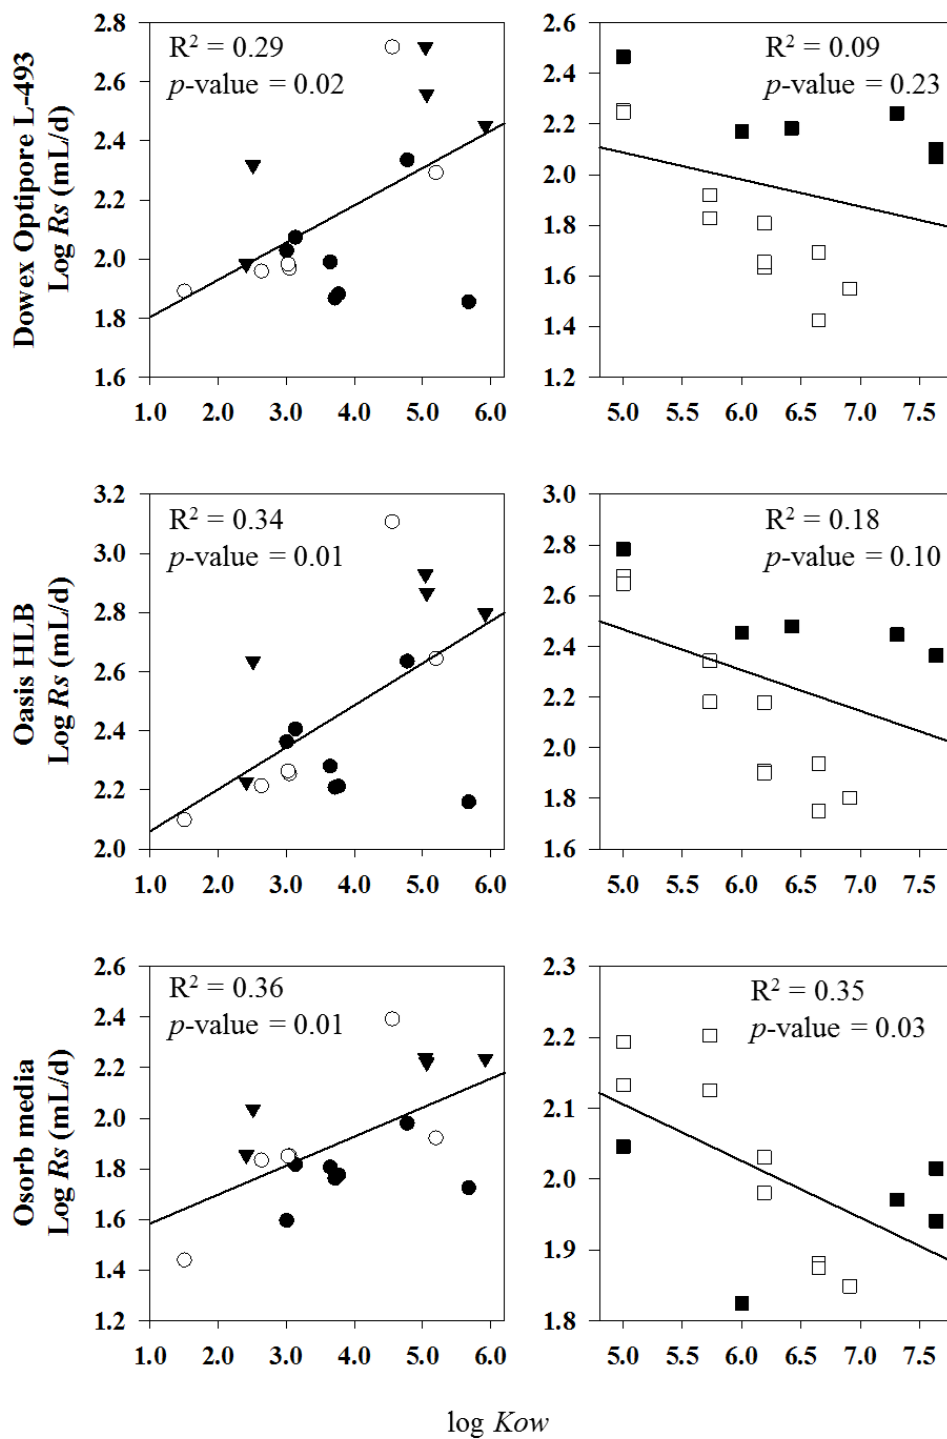 Dowex Optipore L-493
Log Rs (mL/d)
2.8
2.6
2.4
2.2
2.0
1.8
1.6
R² = 0.29
p-value = 0.02
1.0 2.0 3.0 4.0 5.0 6.0
2.6
2.4
2.2
2.0
1.8
1.6
1.4
1.2
R² = 0.09
p-value = 0.23
5.0 5.5 6.0 6.5 7.0 7.5
Oasis HLB
Log Rs (mL/d)
3.2
3.0
2.8
2.6
2.4
2.2
2.0
R² = 0.34
p-value = 0.01
1.0 2.0 3.0 4.0 5.0 6.0
3.0
2.8
2.6
2.4
2.2
2.0
1.8
1.6
R² = 0.18
p-value = 0.10
5.0 5.5 6.0 6.5 7.0 7.5
Osorb media
Log Rs (mL/d)
2.6
2.4
2.2
2.0
1.8
1.6
1.4
1.2
R² = 0.36
p-value = 0.01
1.0 2.0 3.0 4.0 5.0 6.0
2.3
2.2
2.1
2.0
1.9
1.8
R² = 0.35
p-value = 0.03
5.0 5.5 6.0 6.5 7.0 7.5
log Kow